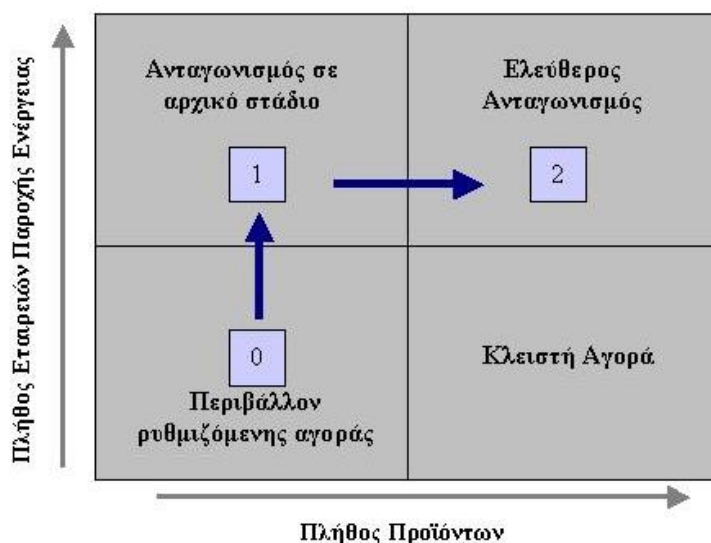 Πλήθος Εταιρειών Παροχής Ενέργειας
Ανταγωνισμός σε
αρχικό στάδιο
1
Ελεύθερος
Ανταγωνισμός
2
0
Περιβάλλον
ρυθμιζόμενης αγοράς
Κλειστή Αγορά
Πλήθος Προϊόντων